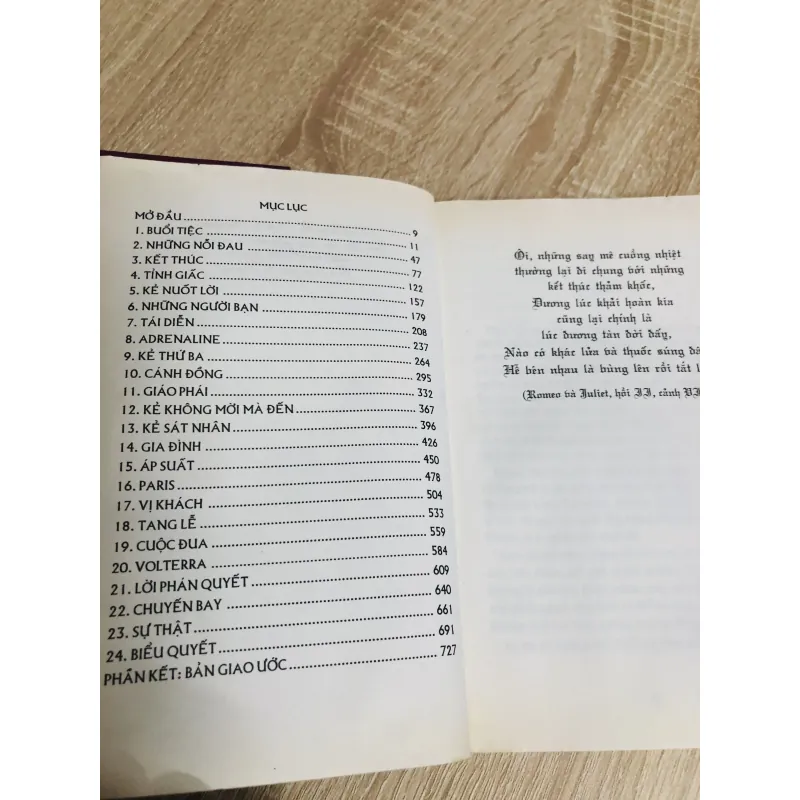 MỤC LỤC
MỞ ĐẦU 9
1. BUỔI TIỆC 11
2. NHỮNG NỖI ĐAU 47
3. KẾT THÚC 77
4. TỈNH GIẤC 122
5. KẺ NUỐT LỜI 157
6. NHỮNG NGƯỜI BẠN 179
7. TÁI DIỄN 208
8. ADRENALINE 237
9. KẺ THỨ BA 264
10. CÁNH ĐỒNG 295
11. GIÁO PHÁI 332
12. KẺ KHÔNG MỜI MÀ ĐẾN 367
13. KẺ SÁT NHÂN 396
14. GIA ĐÌNH 426
15. ÁP SUẤT 450
16. PARIS 478
17. VỊ KHÁCH 504
18. TANG LỄ 533
19. CUỘC ĐUA 559
20. VOLTERRA 584
21. LỜI PHÁN QUYẾT 609
22. CHUYẾN BAY 640
23. SỰ THẬT 661
24. BIỂU QUYẾT 691
PHẦN KẾT: BẢN GIAO ƯỚC 727
Ôi, những say mê cuồng nhiệt
thường lại đi chung với những
kết thúc thảm khốc,
Dương lúc khải hoàn kia
cũng lại chính là
lúc đương tàn đời đấy,
Nào có khác lửa và thuốc súng
Hễ bén nhau là bùng lên rồi tắt
(Romeo và Juliet, hồi II, cảnh VI